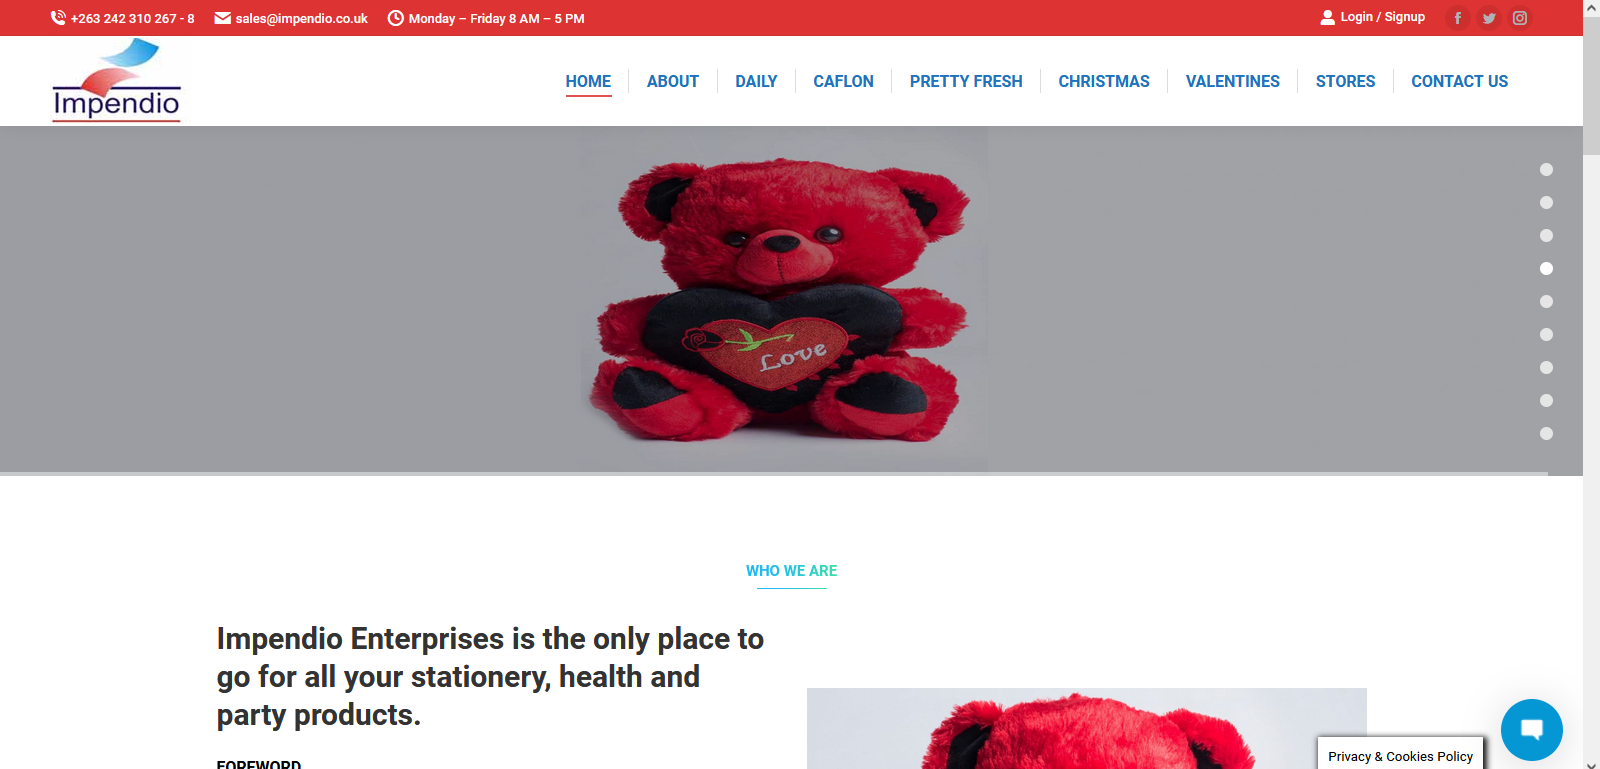 +263 242 310 267 - 8
sales@impendio.co.uk
Monday – Friday 8 AM – 5 PM
Login / Signup
Impendio
HOME
ABOUT
DAILY
CAFLON
PRETTY FRESH
CHRISTMAS
VALENTINES
STORES
CONTACT US
Love
WHO WE ARE
Impendio Enterprises is the only place to
go for all your stationery, health and
party products.
FOREWORD
Privacy & Cookies Policy